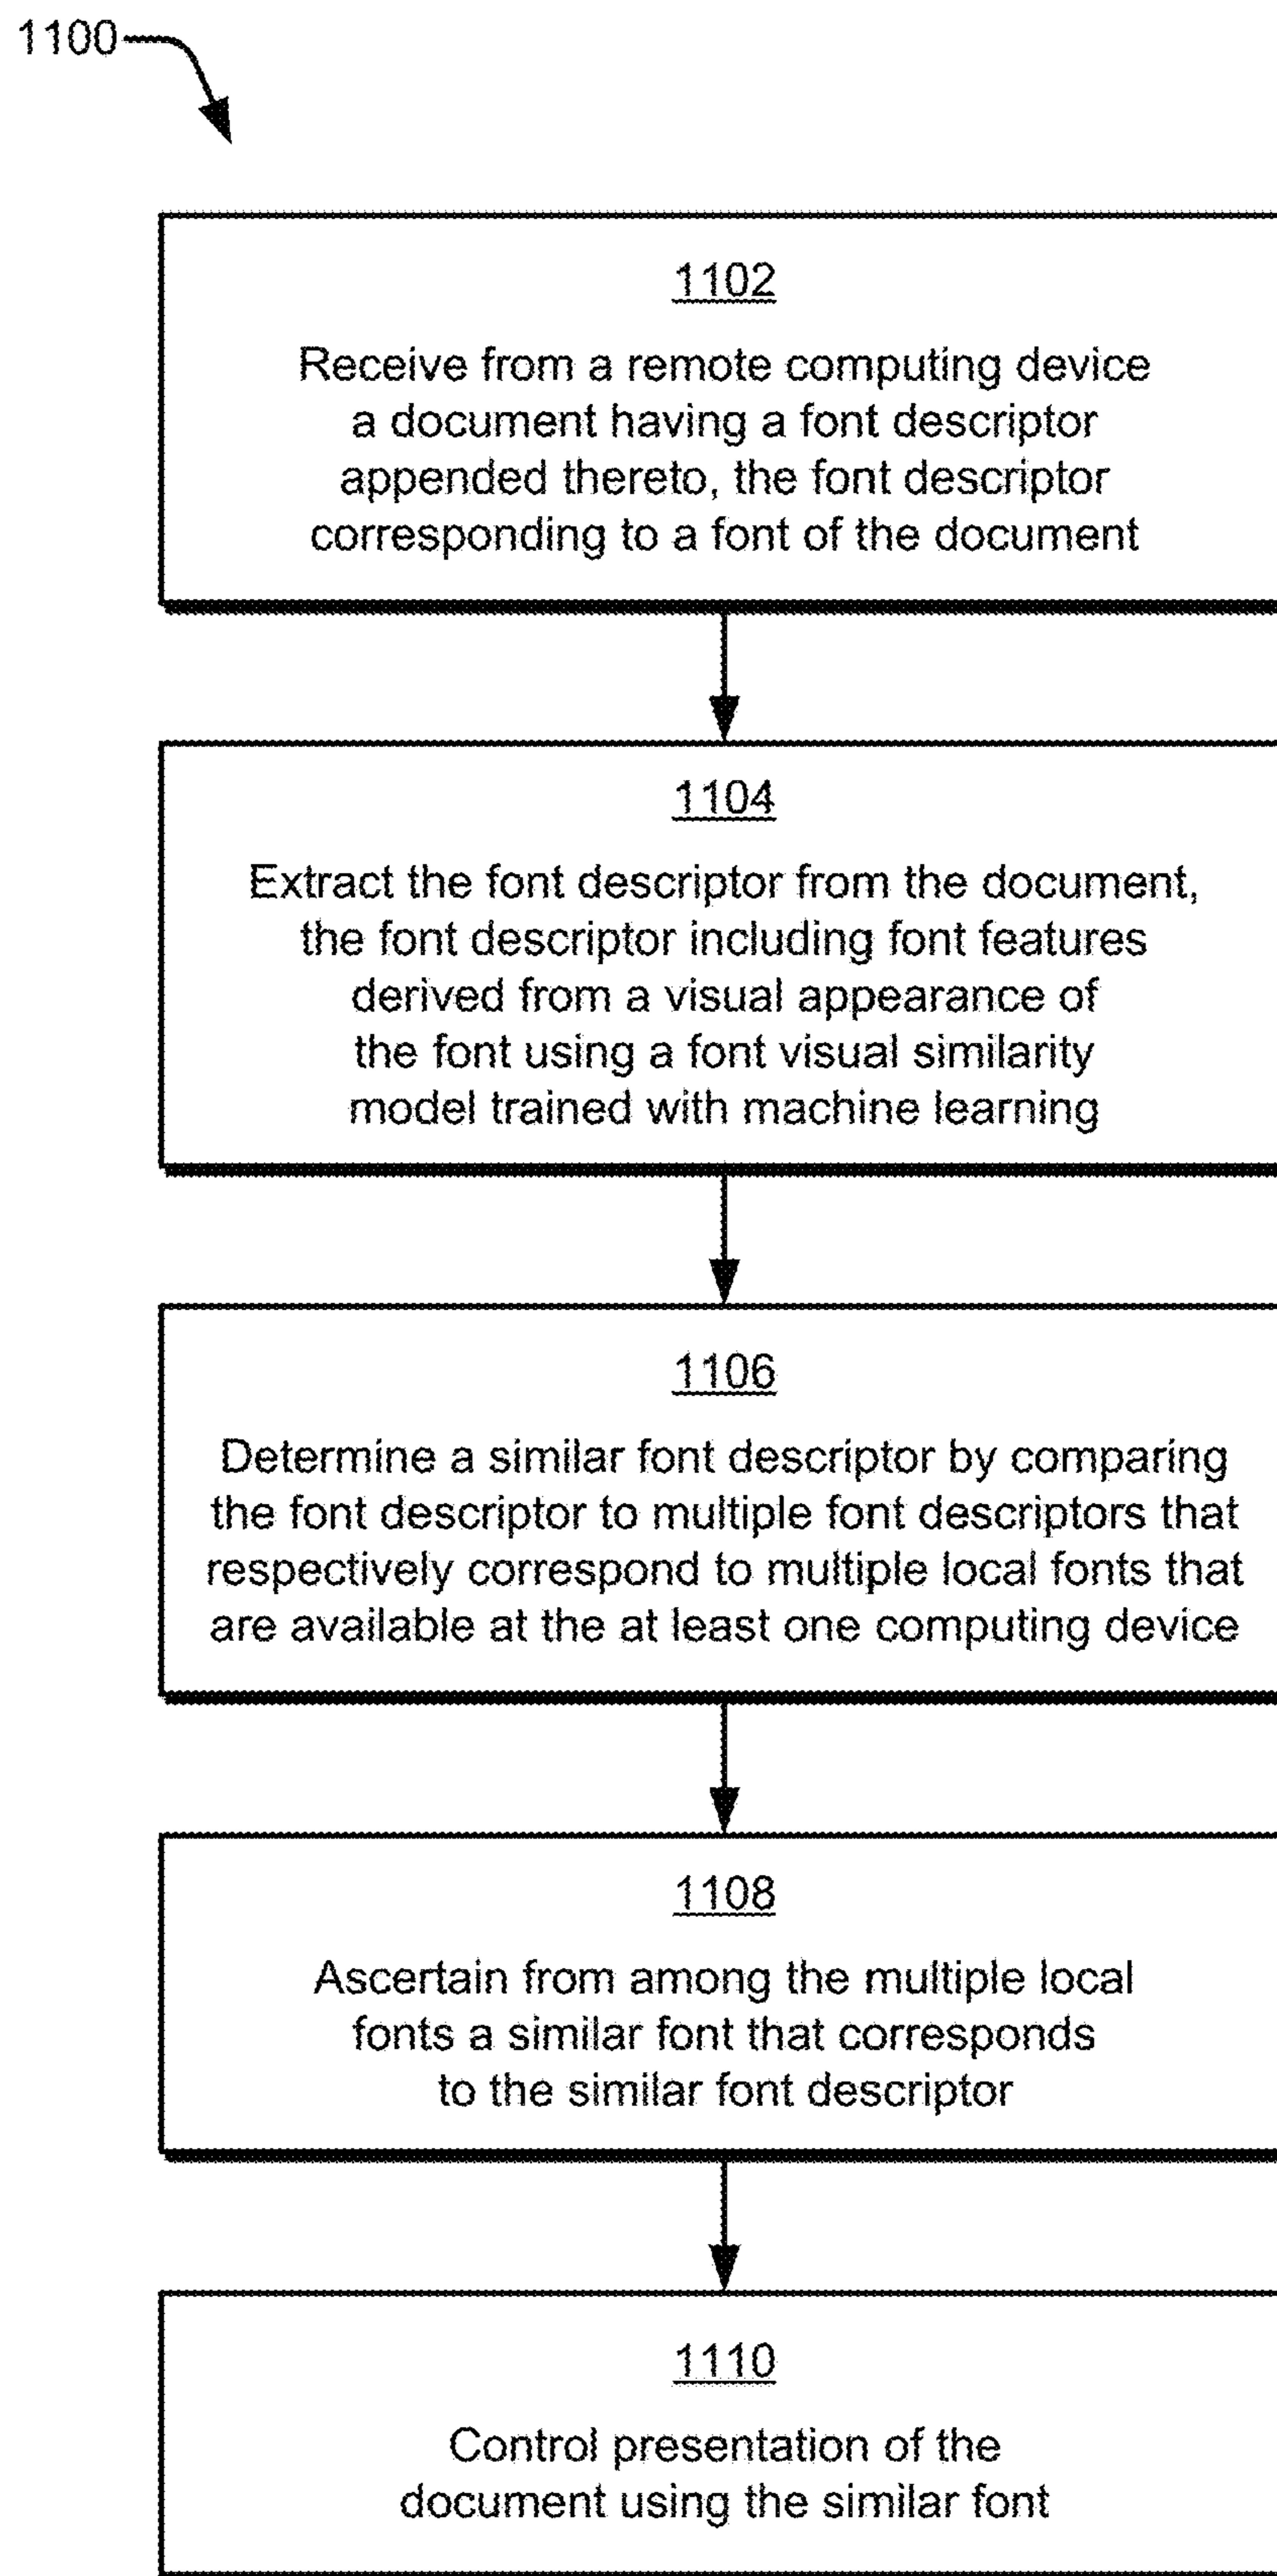 1100
1102
Receive from a remote computing device
a document having a font descriptor
appended thereto, the font descriptor
corresponding to a font of the document
1104
Extract the font descriptor from the document,
the font descriptor including font features
derived from a visual appearance of
the font using a font visual similarity
model trained with machine learning
1106
Determine a similar font descriptor by comparing
the font descriptor to multiple font descriptors that
respectively correspond to multiple local fonts that
are available at the at least one computing device
1108
Ascertain from among the multiple local
fonts a similar font that corresponds
to the similar font descriptor
1110
Control presentation of the
document using the similar font